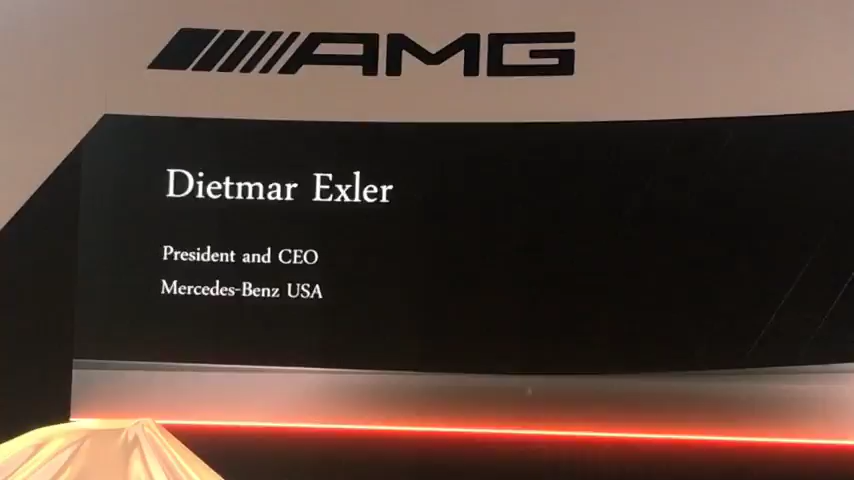 AMG
Dietmar Exler
President and CEO
Mercedes-Benz USA